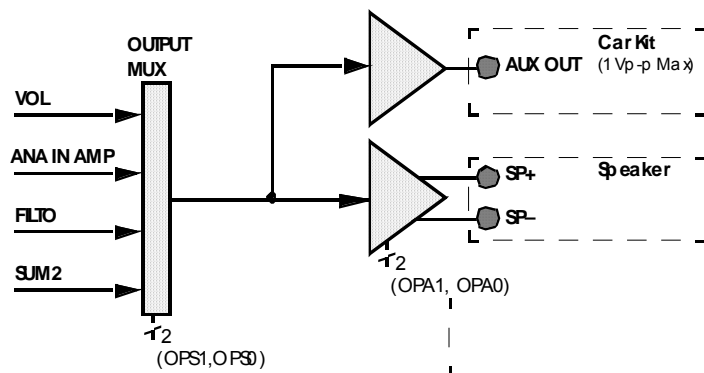 OUTPUT
MUX
VOL
ANA IN AMP
FILTO
SUM2
2
(OPS1,OPS0)
AUX OUT
Car Kit
(1 Vp-p Max)
SP+
Speaker
SP–
2
(OPA1, OPA0)